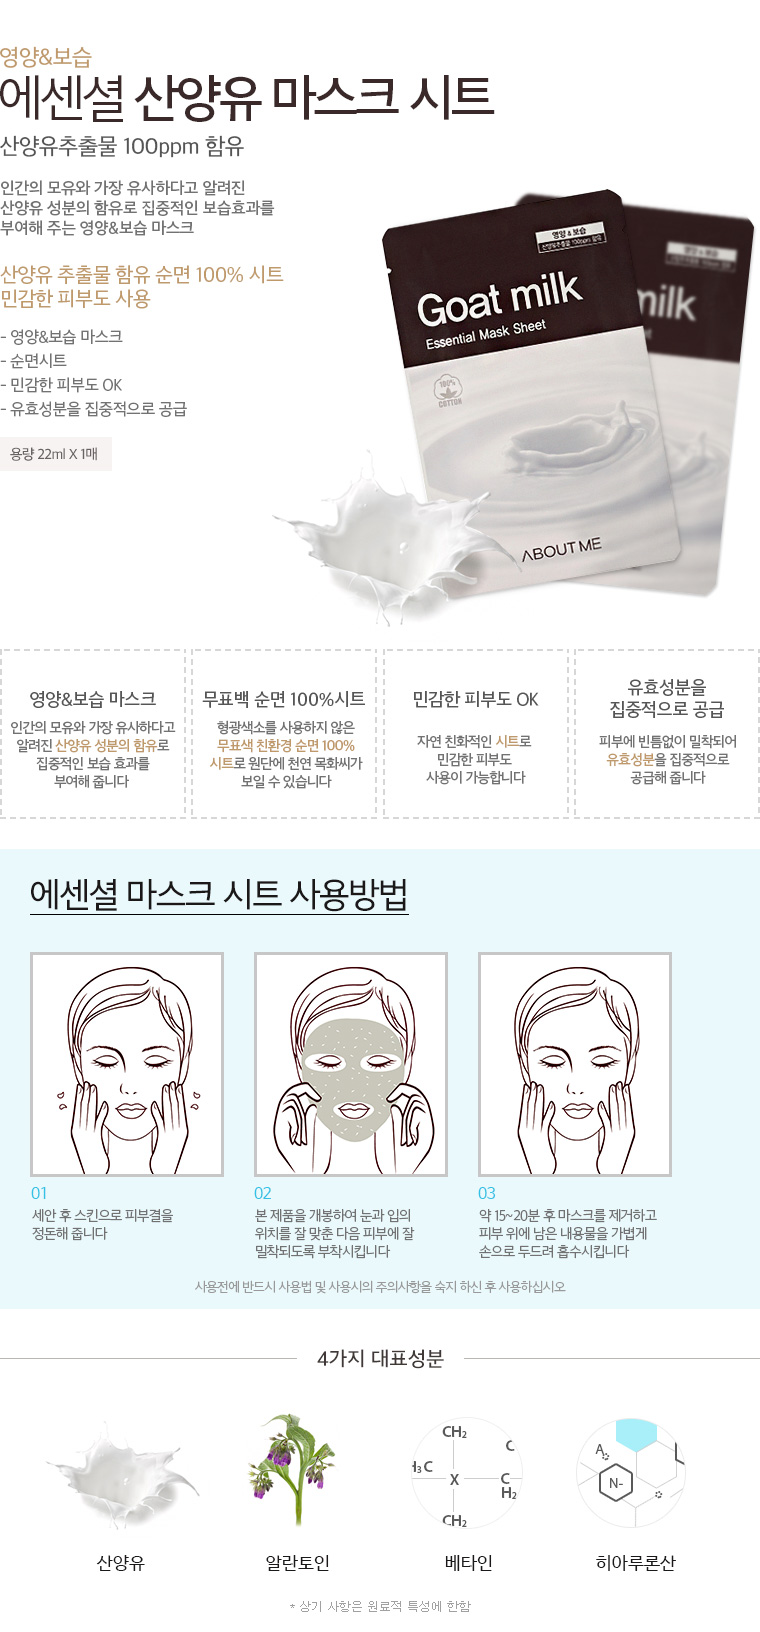 영양&보습
에센셜 산양유 마스크 시트
산양유추출물 100ppm 함유
인간의 모유와 가장 유사하다고 알려진
산양유 성분의 함유로 집중적인 보습효과를
부여해 주는 영양&보습 마스크
산양유 추출물 함유 순면 100% 시트
민감한 피부도 사용
- 영양&보습 마스크
- 순면시트
- 민감한 피부도 OK
- 유효성분을 집중적으로 공급
용량 22ml X 1매
영양 & 보습
산양유추출물 100ppm 함유
Goat milk
Essential Mask Sheet
100%
COTTON
ABOUT ME
milk
Sheet
영양&보습 마스크
인간의 모유와 가장 유사하다고
알려진 산양유 성분의 함유로
집중적인 보습 효과를
부여해 줍니다
무표백 순면 100%시트
형광색소를 사용하지 않은
무표색 친환경 순면 100%
시트로 원단에 천연 목화씨가
보일 수 있습니다
민감한 피부도 OK
자연 친화적인 시트로
민감한 피부도
사용이 가능합니다
유효성분을
집중적으로 공급
피부에 빈틈없이 밀착되어
유효성분을 집중적으로
공급해 줍니다
에센셜 마스크 시트 사용방법
01
세안 후 스킨으로 피부결을
정돈해 줍니다
02
본 제품을 개봉하여 눈과 입의
위치를 잘 맞춘 다음 피부에 잘
밀착되도록 부착시킵니다
03
약 15~20분 후 마스크를 제거하고
피부 위에 남은 내용물을 가볍게
손으로 두드려 흡수시킵니다
사용전에 반드시 사용법 및 사용시의 주의사항을 숙지 하신 후 사용하십시오
4가지 대표성분
CH2
C
H3 C
X
C
H2
CH2
A
N-
산양유
알란토인
베타인
히아루론산
* 상기 사항은 원료적 특성에 한함